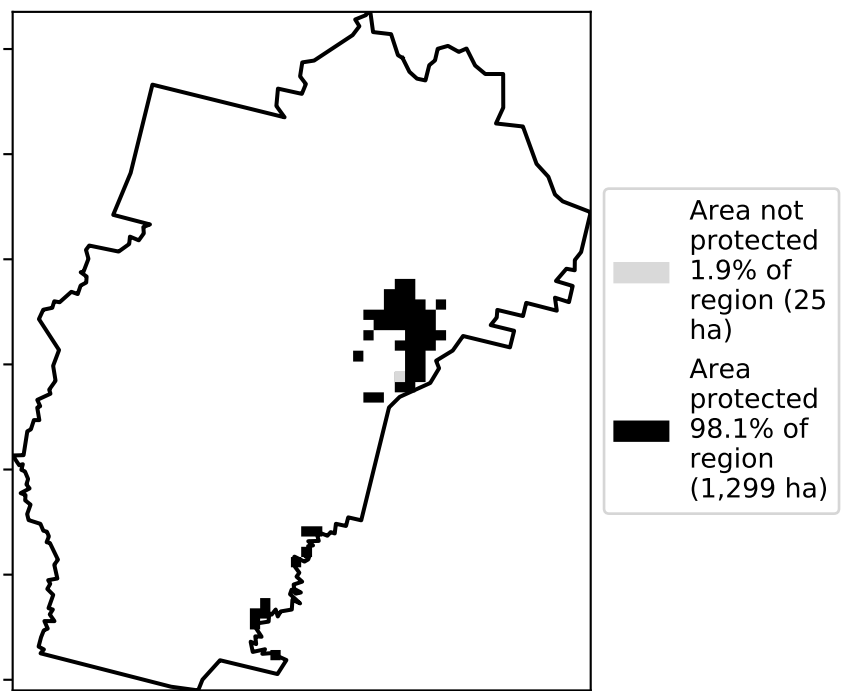 Area not
protected
1.9% of
region (25
ha)
Area
protected
98.1% of
region
(1,299 ha)